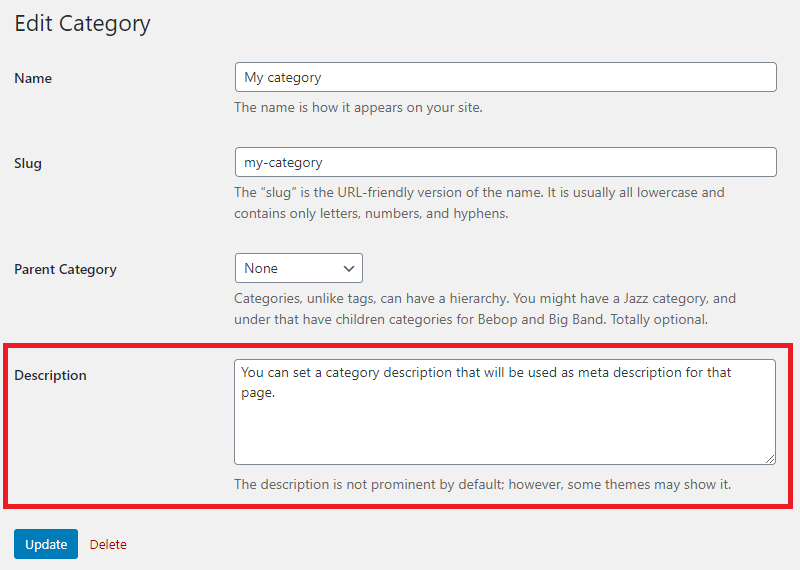 Edit Category
Name
My category
The name is how it appears on your site.
Slug
my-category
The “slug” is the URL-friendly version of the name. It is usually all lowercase and
contains only letters, numbers, and hyphens.
Parent Category
None
Categories, unlike tags, can have a hierarchy. You might have a Jazz category, and
under that have children categories for Bebop and Big Band. Totally optional.
Description
You can set a category description that will be used as meta description for that
page.
The description is not prominent by default; however, some themes may show it.
Update Delete